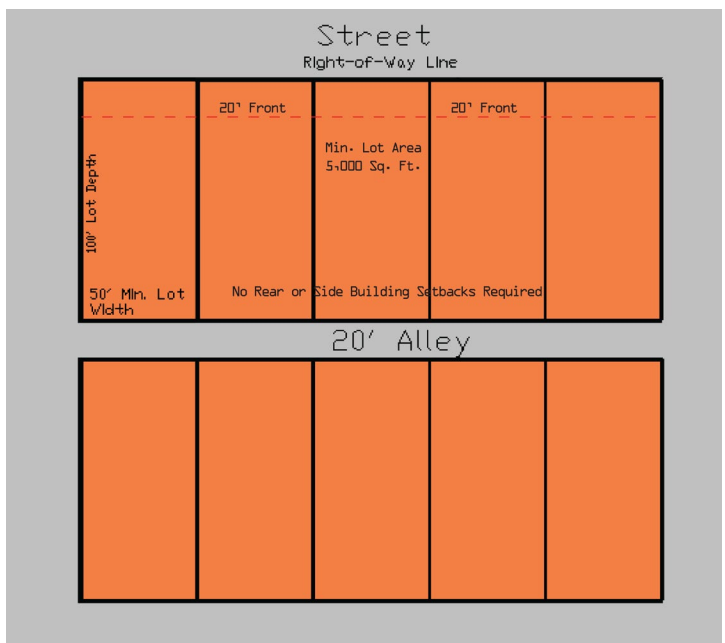 Street
Right-of-Way Line
20' Front
20' Front
Min. Lot Area
5,000 Sq. Ft.
100' Lot Depth
50' Min. Lot
Width
No Rear or Side Building Setbacks Required
20' Alley